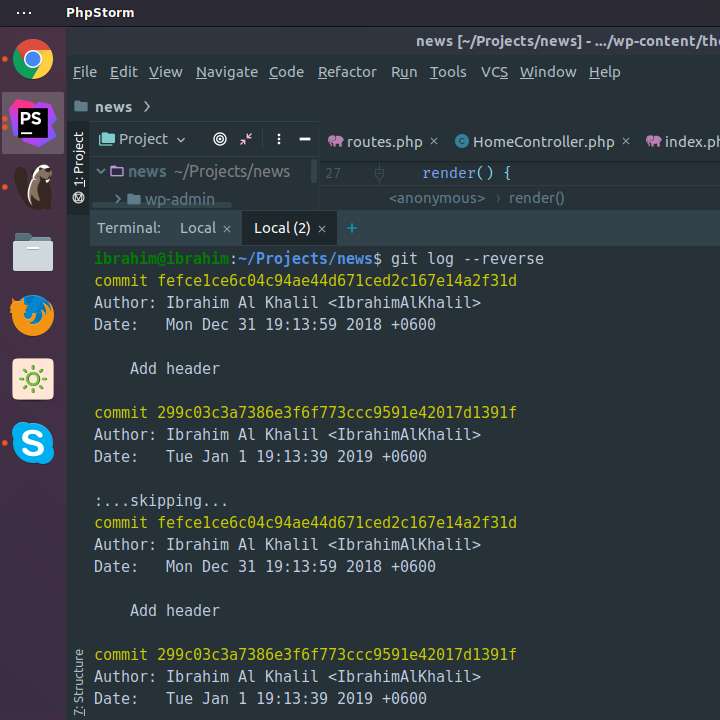 PhpStorm
news [~/Projects/news] - .../wp-content/the
File Edit View Navigate Code Refactor Run Tools VCS Window Help
news
1: Project
Project
routes.php × HomeController.php × index.ph
news ~/Projects/news
wp-admin
27 render() {
<anonymous> › render()
Terminal: Local × Local (2) × +
ibrahim@ibrahim:~/Projects/news$ git log --reverse
commit fefce1ce6c04c94ae44d671ced2c167e14a2f31d
Author: Ibrahim Al Khalil <IbrahimAlKhalil>
Date:   Mon Dec 31 19:13:59 2018 +0600
Add header
commit 299c03c3a7386e3f6f773ccc9591e42017d1391f
Author: Ibrahim Al Khalil <IbrahimAlKhalil>
Date:   Tue Jan 1 19:13:39 2019 +0600
:...skipping...
commit fefce1ce6c04c94ae44d671ced2c167e14a2f31d
Author: Ibrahim Al Khalil <IbrahimAlKhalil>
Date:   Mon Dec 31 19:13:59 2018 +0600
Add header
commit 299c03c3a7386e3f6f773ccc9591e42017d1391f
Author: Ibrahim Al Khalil <IbrahimAlKhalil>
Date:   Tue Jan 1 19:13:39 2019 +0600
7: Structure
PS
S